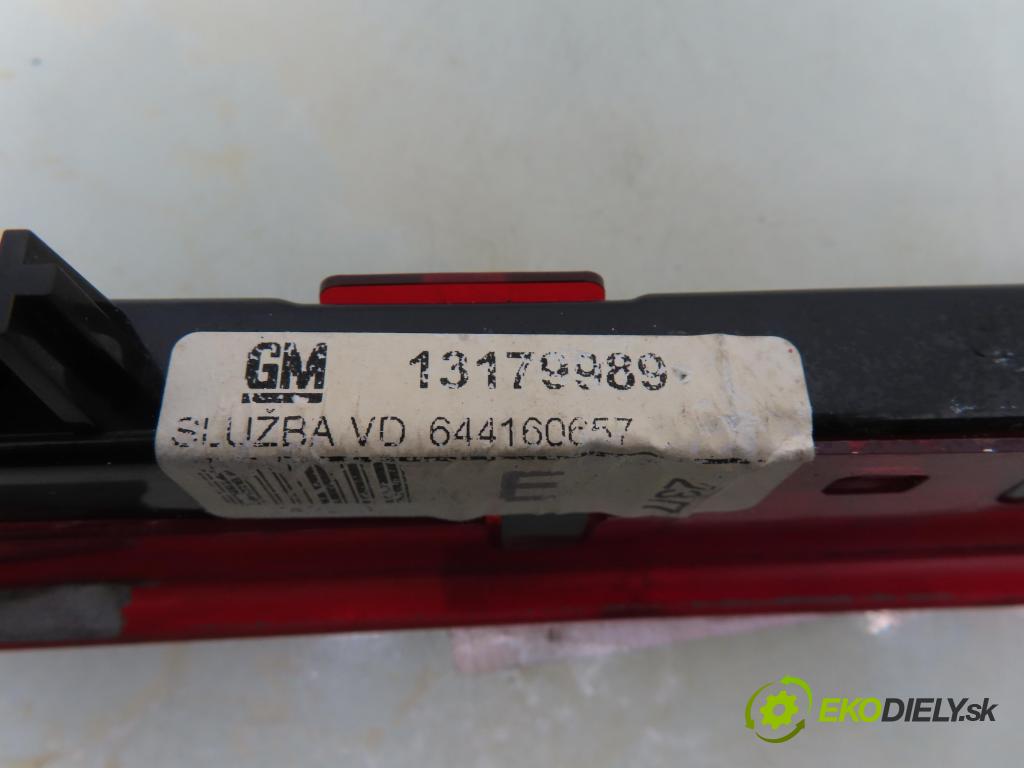 GM 13179989
SLUŽBA VD 644160657
E
EKODIELY.sk